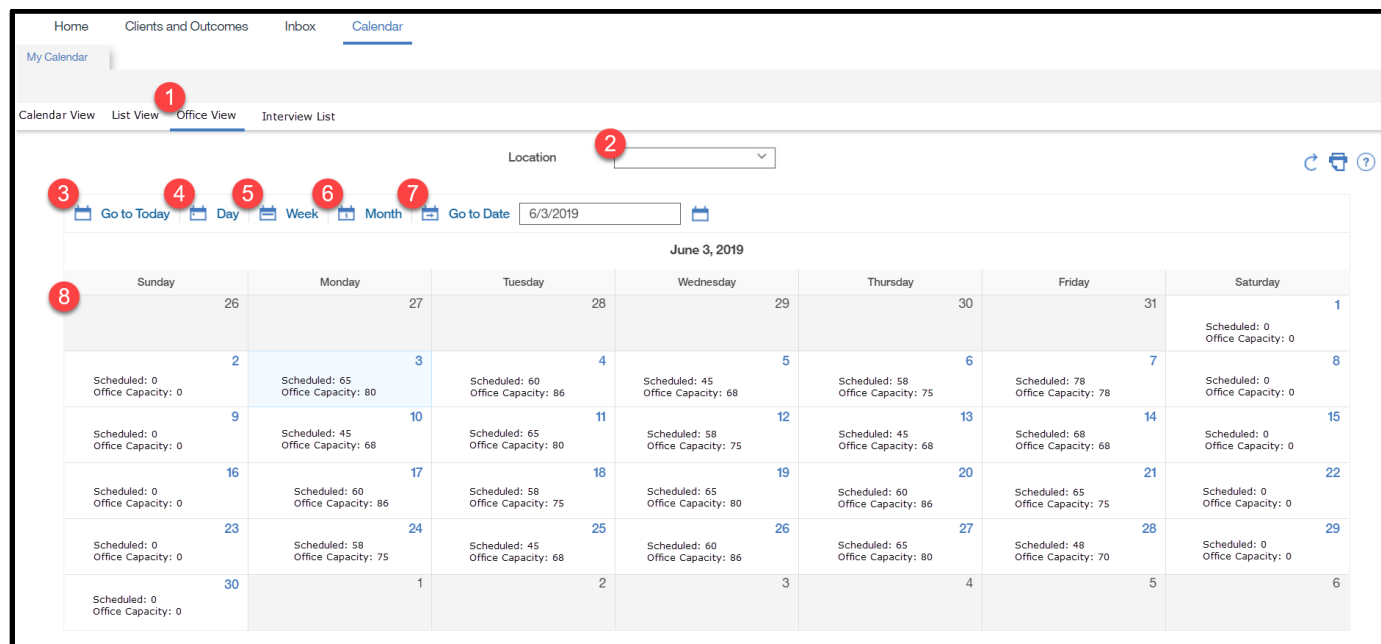 Home Clients and Outcomes Inbox Calendar
My Calendar
1
Calendar View List View Office View Interview List
Location 2
?
3 4 5 6 7
Go to Today Day Week Month Go to Date 6/3/2019
June 3, 2019
Sunday Monday Tuesday Wednesday Thursday Friday Saturday
8
26 27 28 29 30 31 1
Scheduled: 0
Office Capacity: 0
2 3 4 5 6 7 8
Scheduled: 0 Scheduled: 65 Scheduled: 60 Scheduled: 45 Scheduled: 58 Scheduled: 78 Scheduled: 0
Office Capacity: 0 Office Capacity: 80 Office Capacity: 86 Office Capacity: 68 Office Capacity: 75 Office Capacity: 78 Office Capacity: 0
9 10 11 12 13 14 15
Scheduled: 0 Scheduled: 45 Scheduled: 65 Scheduled: 58 Scheduled: 45 Scheduled: 68 Scheduled: 0
Office Capacity: 0 Office Capacity: 68 Office Capacity: 80 Office Capacity: 75 Office Capacity: 68 Office Capacity: 68 Office Capacity: 0
16 17 18 19 20 21 22
Scheduled: 0 Scheduled: 60 Scheduled: 58 Scheduled: 65 Scheduled: 60 Scheduled: 65 Scheduled: 0
Office Capacity: 0 Office Capacity: 86 Office Capacity: 75 Office Capacity: 80 Office Capacity: 86 Office Capacity: 75 Office Capacity: 0
23 24 25 26 27 28 29
Scheduled: 0 Scheduled: 58 Scheduled: 45 Scheduled: 60 Scheduled: 65 Scheduled: 48 Scheduled: 0
Office Capacity: 0 Office Capacity: 75 Office Capacity: 68 Office Capacity: 86 Office Capacity: 80 Office Capacity: 70 Office Capacity: 0
30 1 2 3 4 5 6
Scheduled: 0
Office Capacity: 0